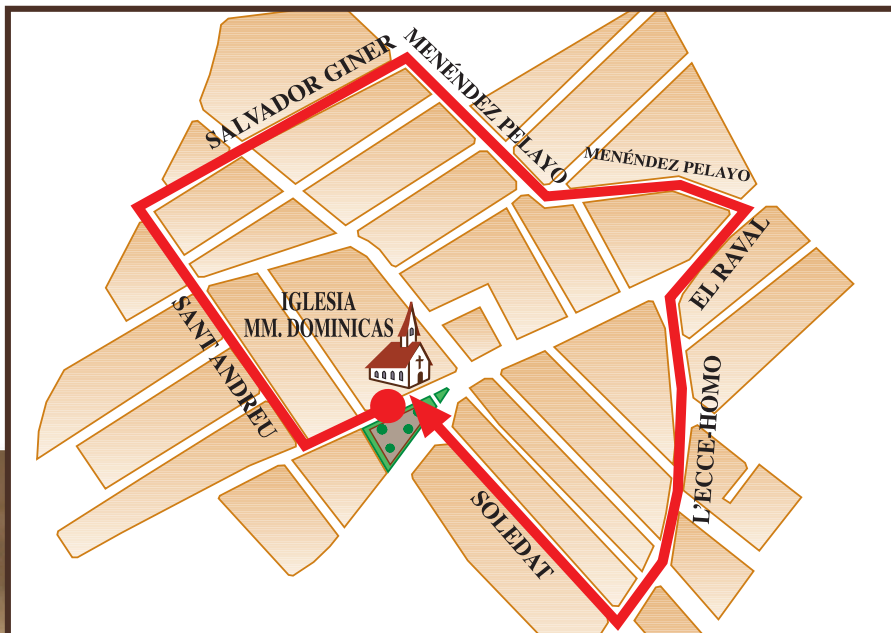 SALVADOR GINER
MENÉNDEZ PELAYO
MENÉNDEZ PELAYO
EL RAVAL
IGLESIA
MM. DOMINICAS
SANT ANDREU
L'ECCE-HOMO
SOLEDAT